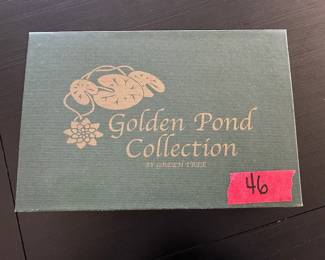 Golden Pond
Collection
BY GREEN TREE
46